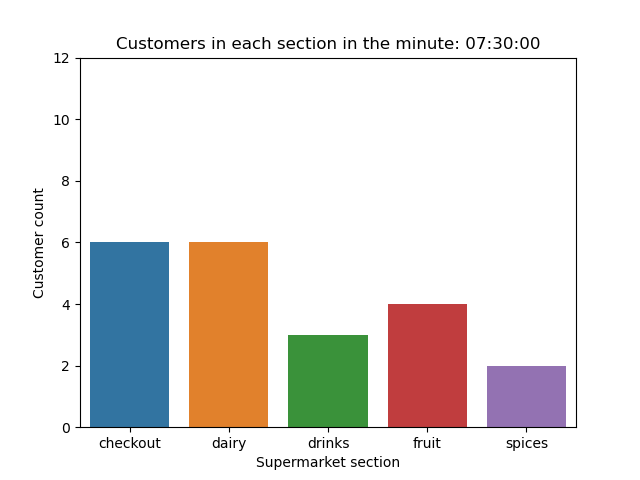 Customers in each section in the minute: 07:30:00
12
10
8
6
4
2
0
Customer count
checkout dairy drinks fruit spices
Supermarket section